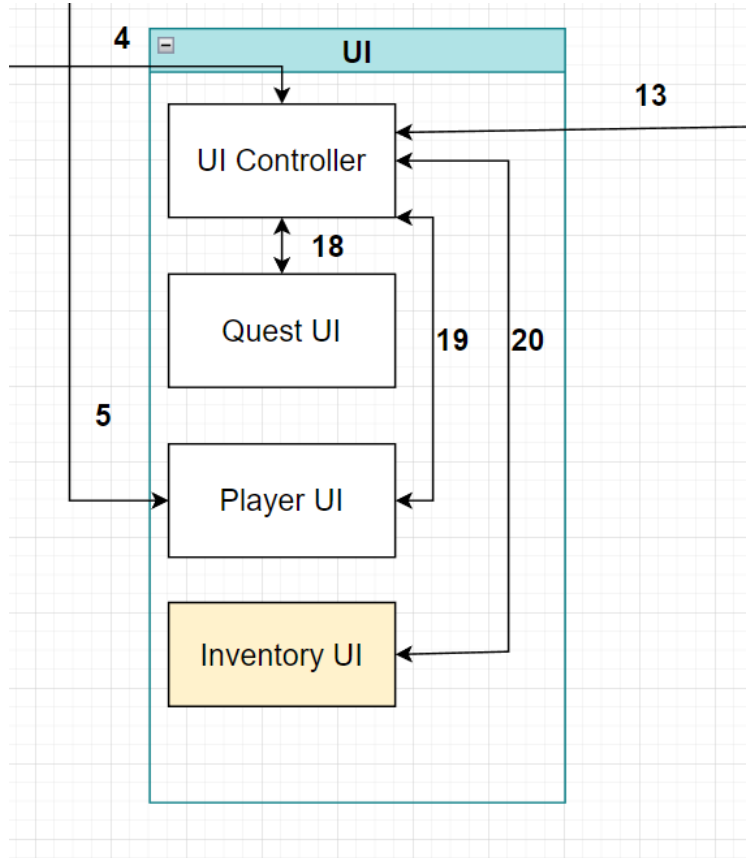 4
UI
13
UI Controller
18
Quest UI
19
20
5
Player UI
Inventory UI